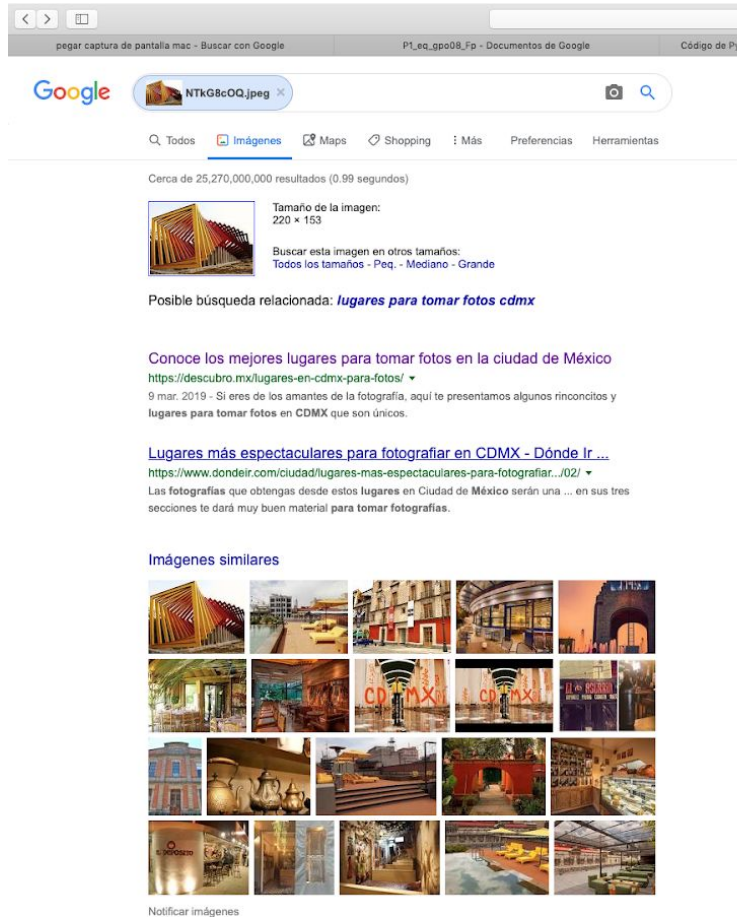 pegar captura de pantalla mac - Buscar con Google
P1_eq_gpo08_Fp - Documentos de Google
Código de Py
Google
NTkG8cOQ.jpeg ×
Todos Imágenes Maps Shopping Más Preferencias Herramientas
Cerca de 25,270,000,000 resultados (0.99 segundos)
Tamaño de la imagen:
220 × 153
Buscar esta imagen en otros tamaños:
Todos los tamaños - Peq. - Mediano - Grande
Posible búsqueda relacionada: lugares para tomar fotos cdmx
Conoce los mejores lugares para tomar fotos en la ciudad de México
https://descubro.mx/lugares-en-cdmx-para-fotos/
9 mar. 2019 - Si eres de los amantes de la fotografía, aquí te presentamos algunos rinconcitos y
lugares para tomar fotos en CDMX que son únicos.
Lugares más espectaculares para fotografiar en CDMX - Dónde Ir ...
https://www.dondeir.com/ciudad/lugares-mas-espectaculares-para-fotografiar.../02/
Las fotografías que obtengas desde estos lugares en Ciudad de México serán una ... en sus tres
secciones te dará muy buen material para tomar fotografías.
Imágenes similares
CD MX
CD MX
EL DEPÓSITO
Notificar imágenes